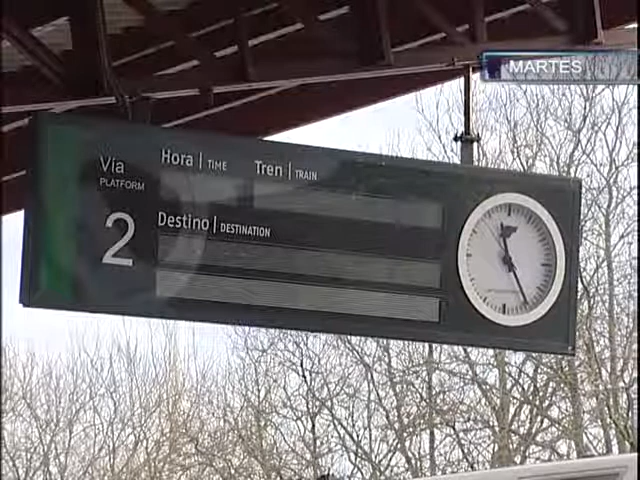 MARTES
Vía
PLATFORM
2
Hora | TIME
Tren | TRAIN
Destino | DESTINATION